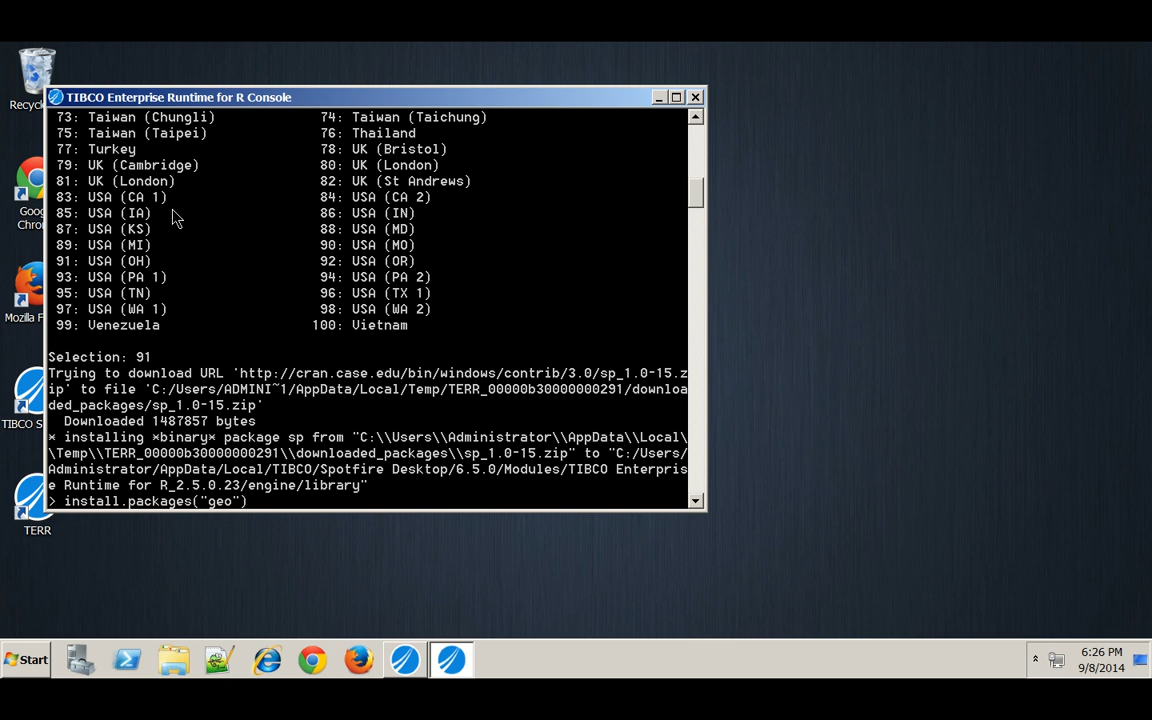 Recyc
TIBCO Enterprise Runtime for R Console
73: Taiwan (Chungli) 74: Taiwan (Taichung)
75: Taiwan (Taipei) 76: Thailand
77: Turkey 78: UK (Bristol)
79: UK (Cambridge) 80: UK (London)
81: UK (London) 82: UK (St Andrews)
83: USA (CA 1) 84: USA (CA 2)
85: USA (IA) 86: USA (IN)
87: USA (KS) 88: USA (MD)
89: USA (MI) 90: USA (MO)
91: USA (OH) 92: USA (OR)
93: USA (PA 1) 94: USA (PA 2)
95: USA (TN) 96: USA (TX 1)
97: USA (WA 1) 98: USA (WA 2)
99: Venezuela 100: Vietnam
Selection: 91
Trying to download URL 'http://cran.case.edu/bin/windows/contrib/3.0/sp_1.0-15.z
ip' to file 'C:/Users/ADMINI~1/AppData/Local/Temp/TERR_00000b30000000291/downloa
ded_packages/sp_1.0-15.zip'
Downloaded 1487857 bytes
* installing *binary* package sp from "C:\\Users\\Administrator\\AppData\\Local\
\Temp\\TERR_00000b30000000291\\downloaded_packages\\sp_1.0-15.zip" to "C:/Users/
Administrator/AppData/Local/TIBCO/Spotfire Desktop/6.5.0/Modules/TIBCO Enterpris
e Runtime for R_2.5.0.23/engine/library"
> install.packages("geo")
Goog
Chro
Mozilla F
TIBCO S
TERR
Start
6:26 PM
9/8/2014